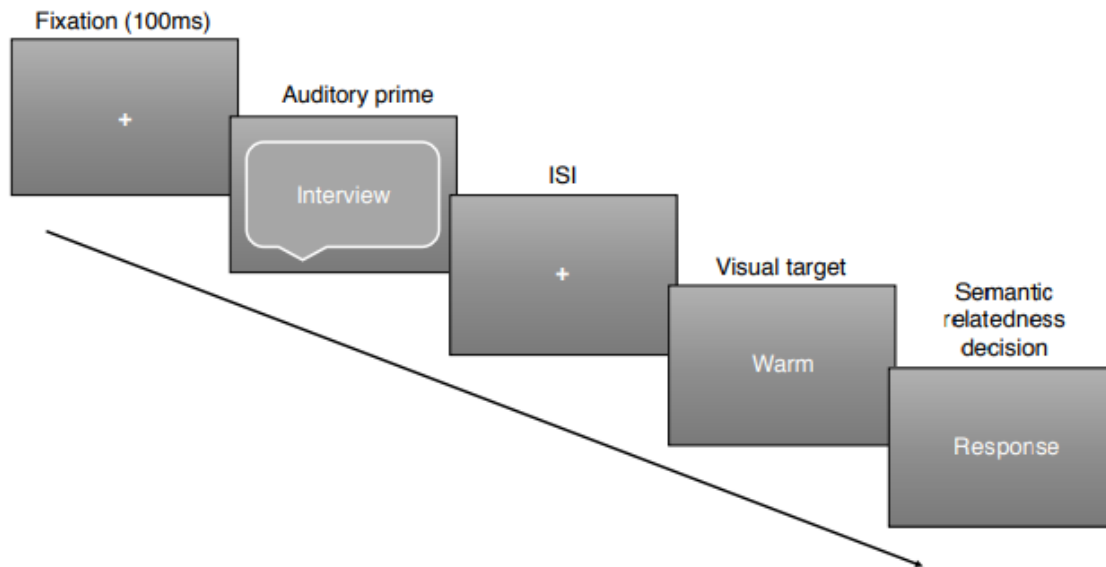 Fixation (100ms)
+
Auditory prime
Interview
ISI
+
Visual target
Warm
Semantic
relatedness
decision
Response